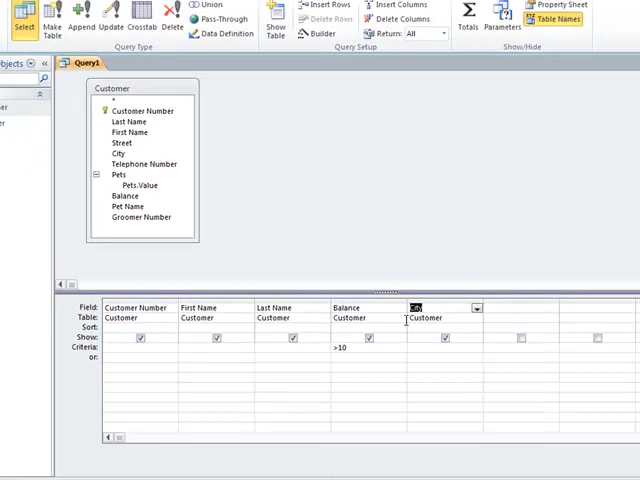 Union
Insert Rows
Insert Columns
Property Sheet
Pass-Through
Delete Rows
Delete Columns
Σ
Table Names
Select
Make Table
Append
Update
Crosstab
Delete
Data Definition
Show Table
Builder
Return: All
Totals
Parameters
Query Type
Query Setup
Show/Hide
Objects
Query1
Customer
*
Customer Number
Last Name
First Name
Street
City
Telephone Number
Pets
Pets.Value
Balance
Pet Name
Groomer Number
Field: Customer Number First Name Last Name Balance City
Table: Customer Customer Customer Customer Customer
Sort:
Show:
Criteria: >10
or: